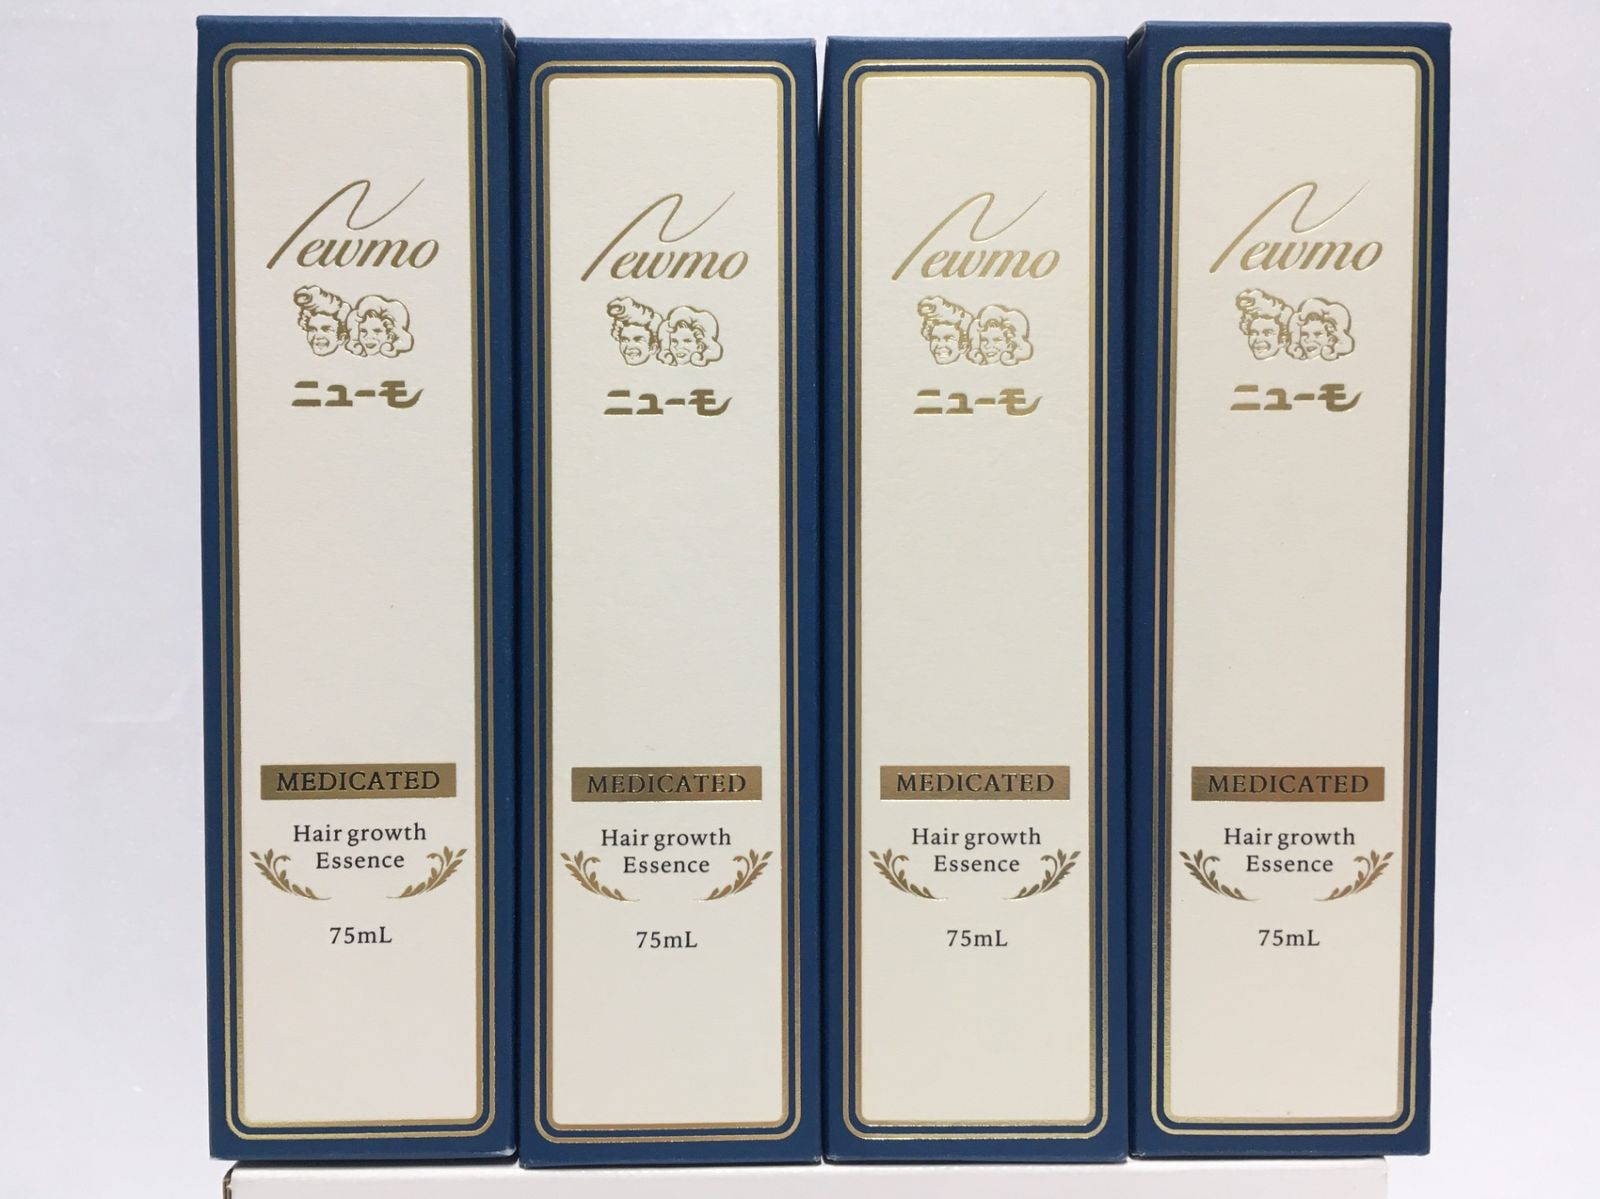 Newmo
ニューモ
MEDICATED
Hair growth
Essence
75mL
Newmo
ニューモ
MEDICATED
Hair growth
Essence
75mL
Newmo
ニューモ
MEDICATED
Hair growth
Essence
75mL
Newmo
ニューモ
MEDICATED
Hair growth
Essence
75mL